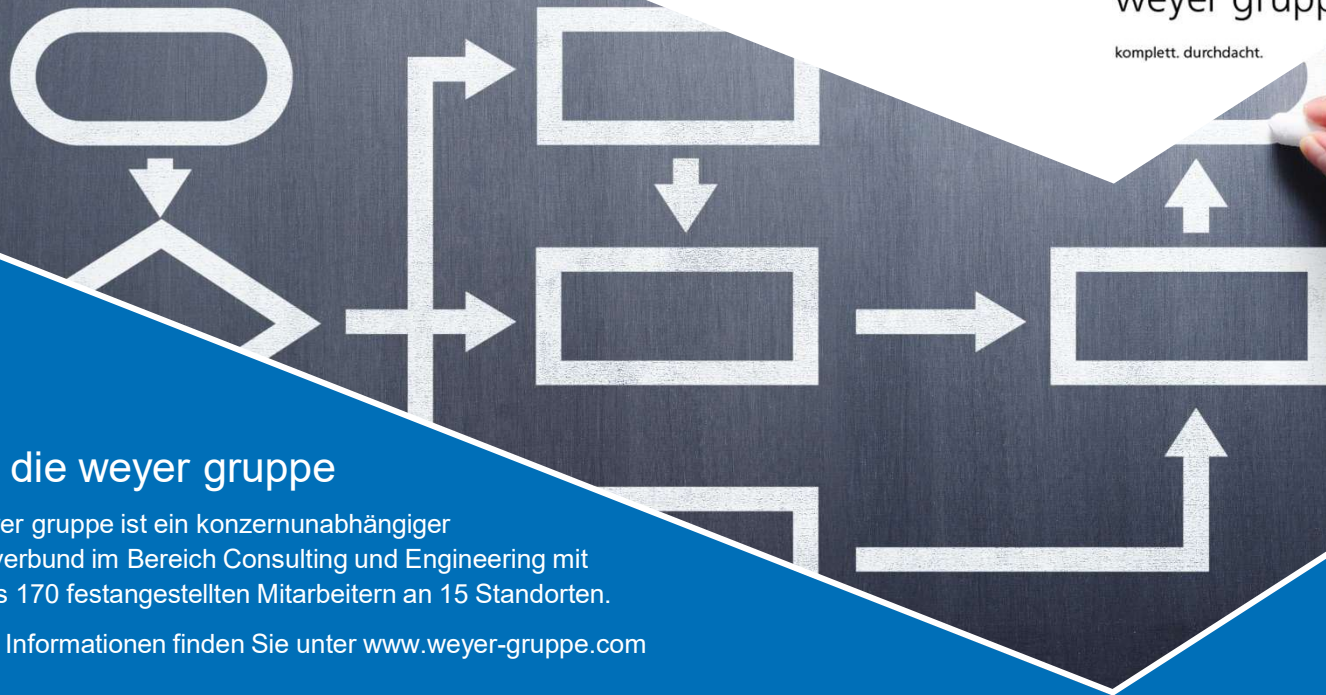 weyer grupp
komplett. durchdacht.
die weyer gruppe
er gruppe ist ein konzernunabhängiger
verbund im Bereich Consulting und Engineering mit
s 170 festangestellten Mitarbeitern an 15 Standorten.
Informationen finden Sie unter www.weyer-gruppe.com